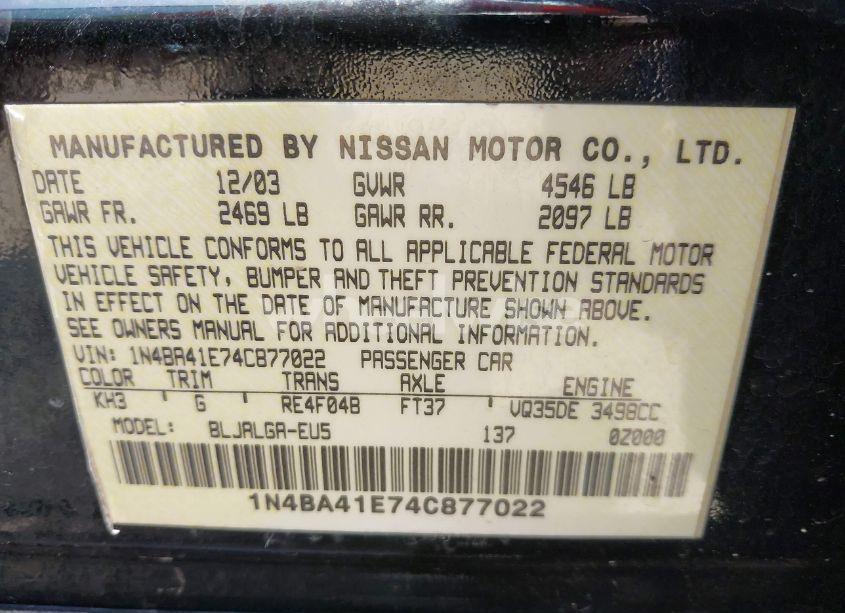 MANUFACTURED BY NISSAN MOTOR CO., LTD.
DATE 12/03 GVWR 4546 LB
GAWR FR. 2469 LB GAWR RR. 2097 LB
THIS VEHICLE CONFORMS TO ALL APPLICABLE FEDERAL MOTOR
VEHICLE SAFETY, BUMPER AND THEFT PREVENTION STANDARDS
IN EFFECT ON THE DATE OF MANUFACTURE SHOWN ABOVE.
SEE OWNERS MANUAL FOR ADDITIONAL INFORMATION.
VIN: 1N4BA41E74C877022 PASSENGER CAR
COLOR TRIM TRANS AXLE ENGINE
KH3 G RE4F04B FT37 VQ35DE 3498CC
MODEL: BLJALGA-EU5 137 0Z000
1N4BA41E74C877022